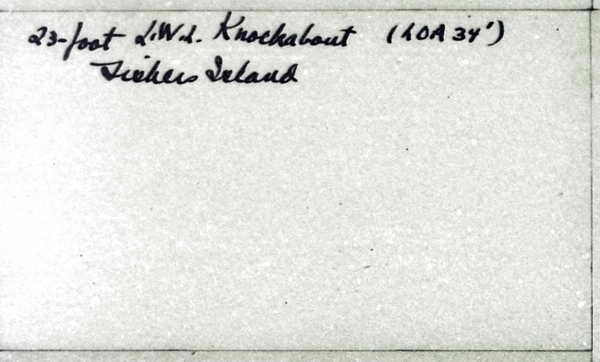 23-foot L.W.L. Knockabout (LOA 34')
Fishers Island